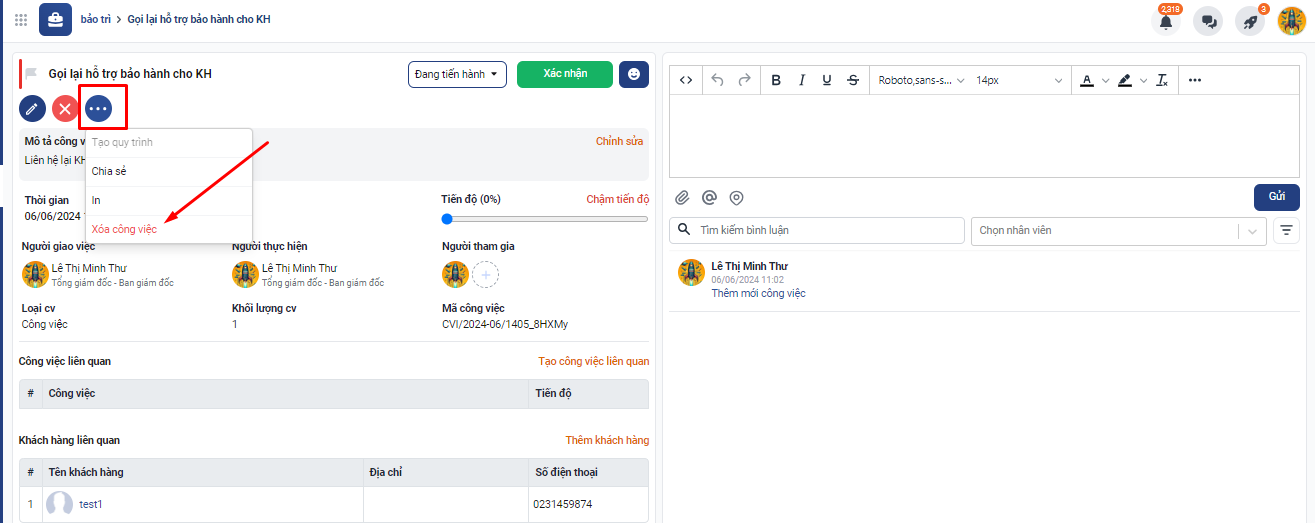 bảo trì > Gọi lại hỗ trợ bảo hành cho KH
2,318
3
Gọi lại hỗ trợ bảo hành cho KH
Đang tiến hành
Xác nhận
Mô tả công v
Chỉnh sửa
Liên hệ lại KH
Tạo quy trình
Chia sẻ
In
Xóa công việc
Thời gian
06/06/2024 1
Tiến độ (0%)
Chậm tiến độ
Người giao việc
Người thực hiện
Người tham gia
Lê Thị Minh Thư
Tổng giám đốc - Ban giám đốc
Lê Thị Minh Thư
Tổng giám đốc - Ban giám đốc
Loại cv
Khối lượng cv
Mã công việc
Công việc
1
CVI/2024-06/1405_8HXMy
Công việc liên quan
Tạo công việc liên quan
# Công việc Tiến độ
Khách hàng liên quan
Thêm khách hàng
# Tên khách hàng Địa chỉ Số điện thoại
1 test1 0231459874
Roboto,sans-s...
14px
Gửi
Tìm kiếm bình luận
Chọn nhân viên
Lê Thị Minh Thư
06/06/2024 11:02
Thêm mới công việc